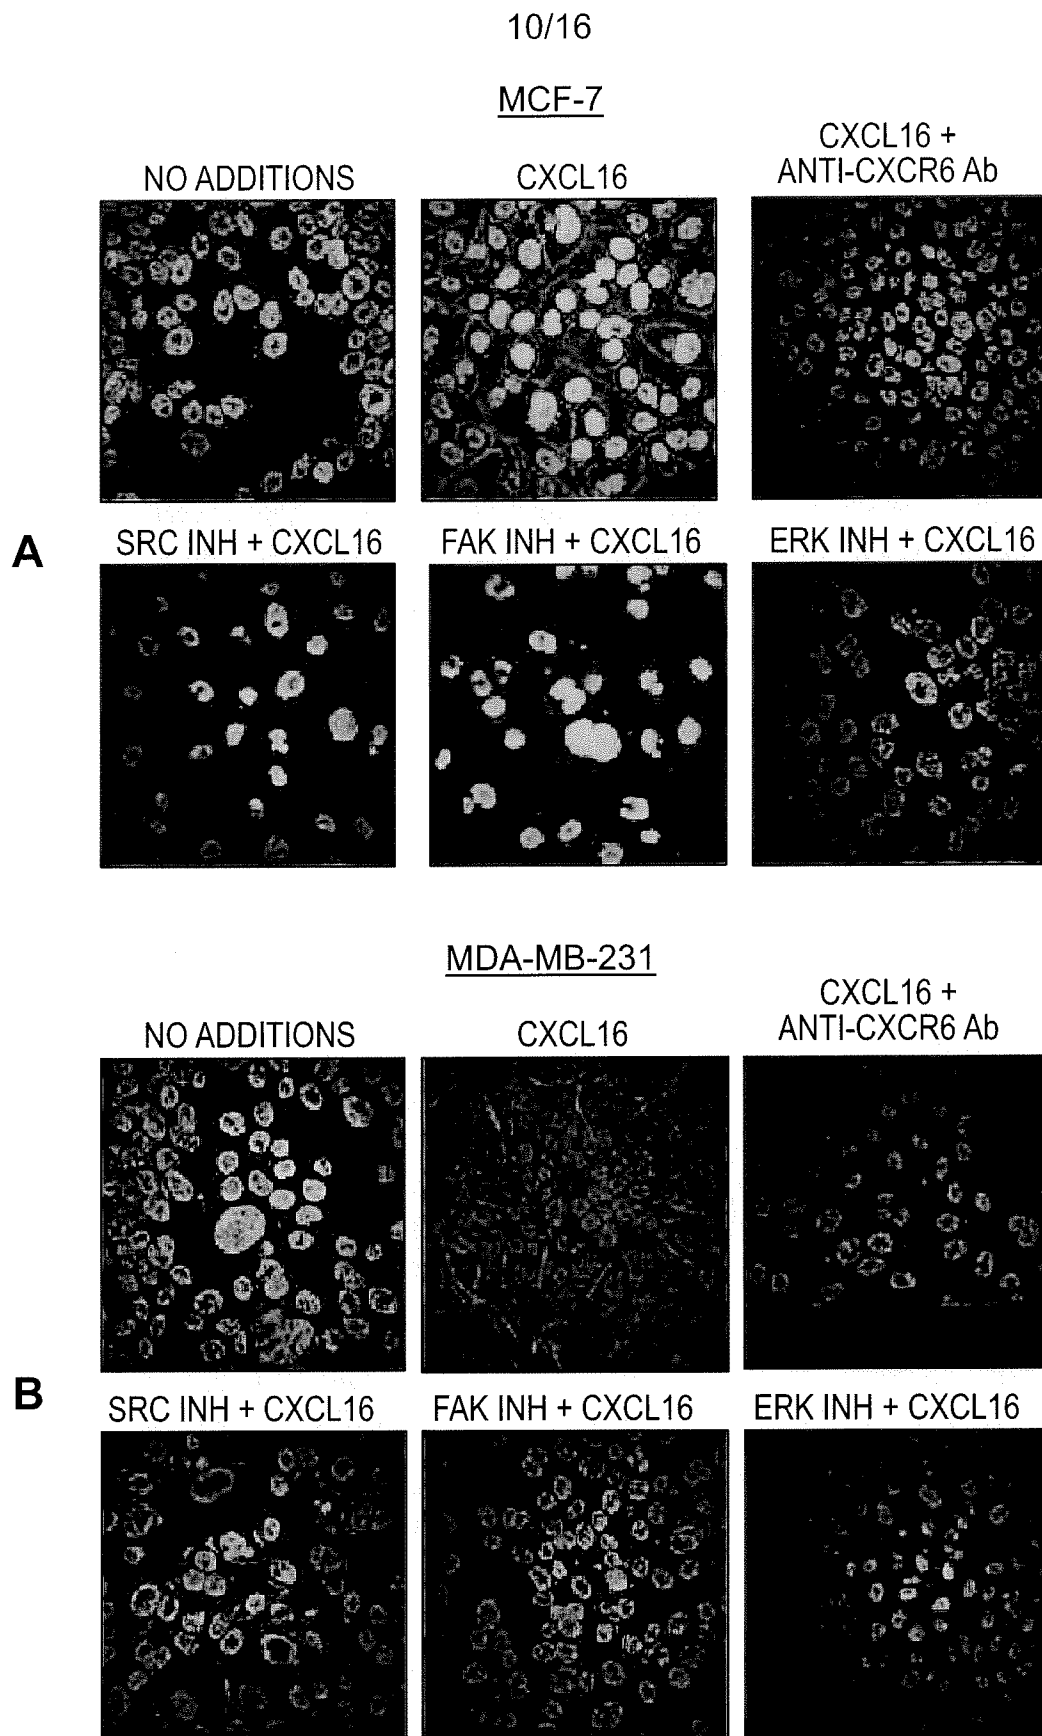 10/16
MCF-7
NO ADDITIONS
CXCL16
CXCL16 +
ANTI-CXCR6 Ab
A
SRC INH + CXCL16
FAK INH + CXCL16
ERK INH + CXCL16
MDA-MB-231
NO ADDITIONS
CXCL16
CXCL16 +
ANTI-CXCR6 Ab
B
SRC INH + CXCL16
FAK INH + CXCL16
ERK INH + CXCL16